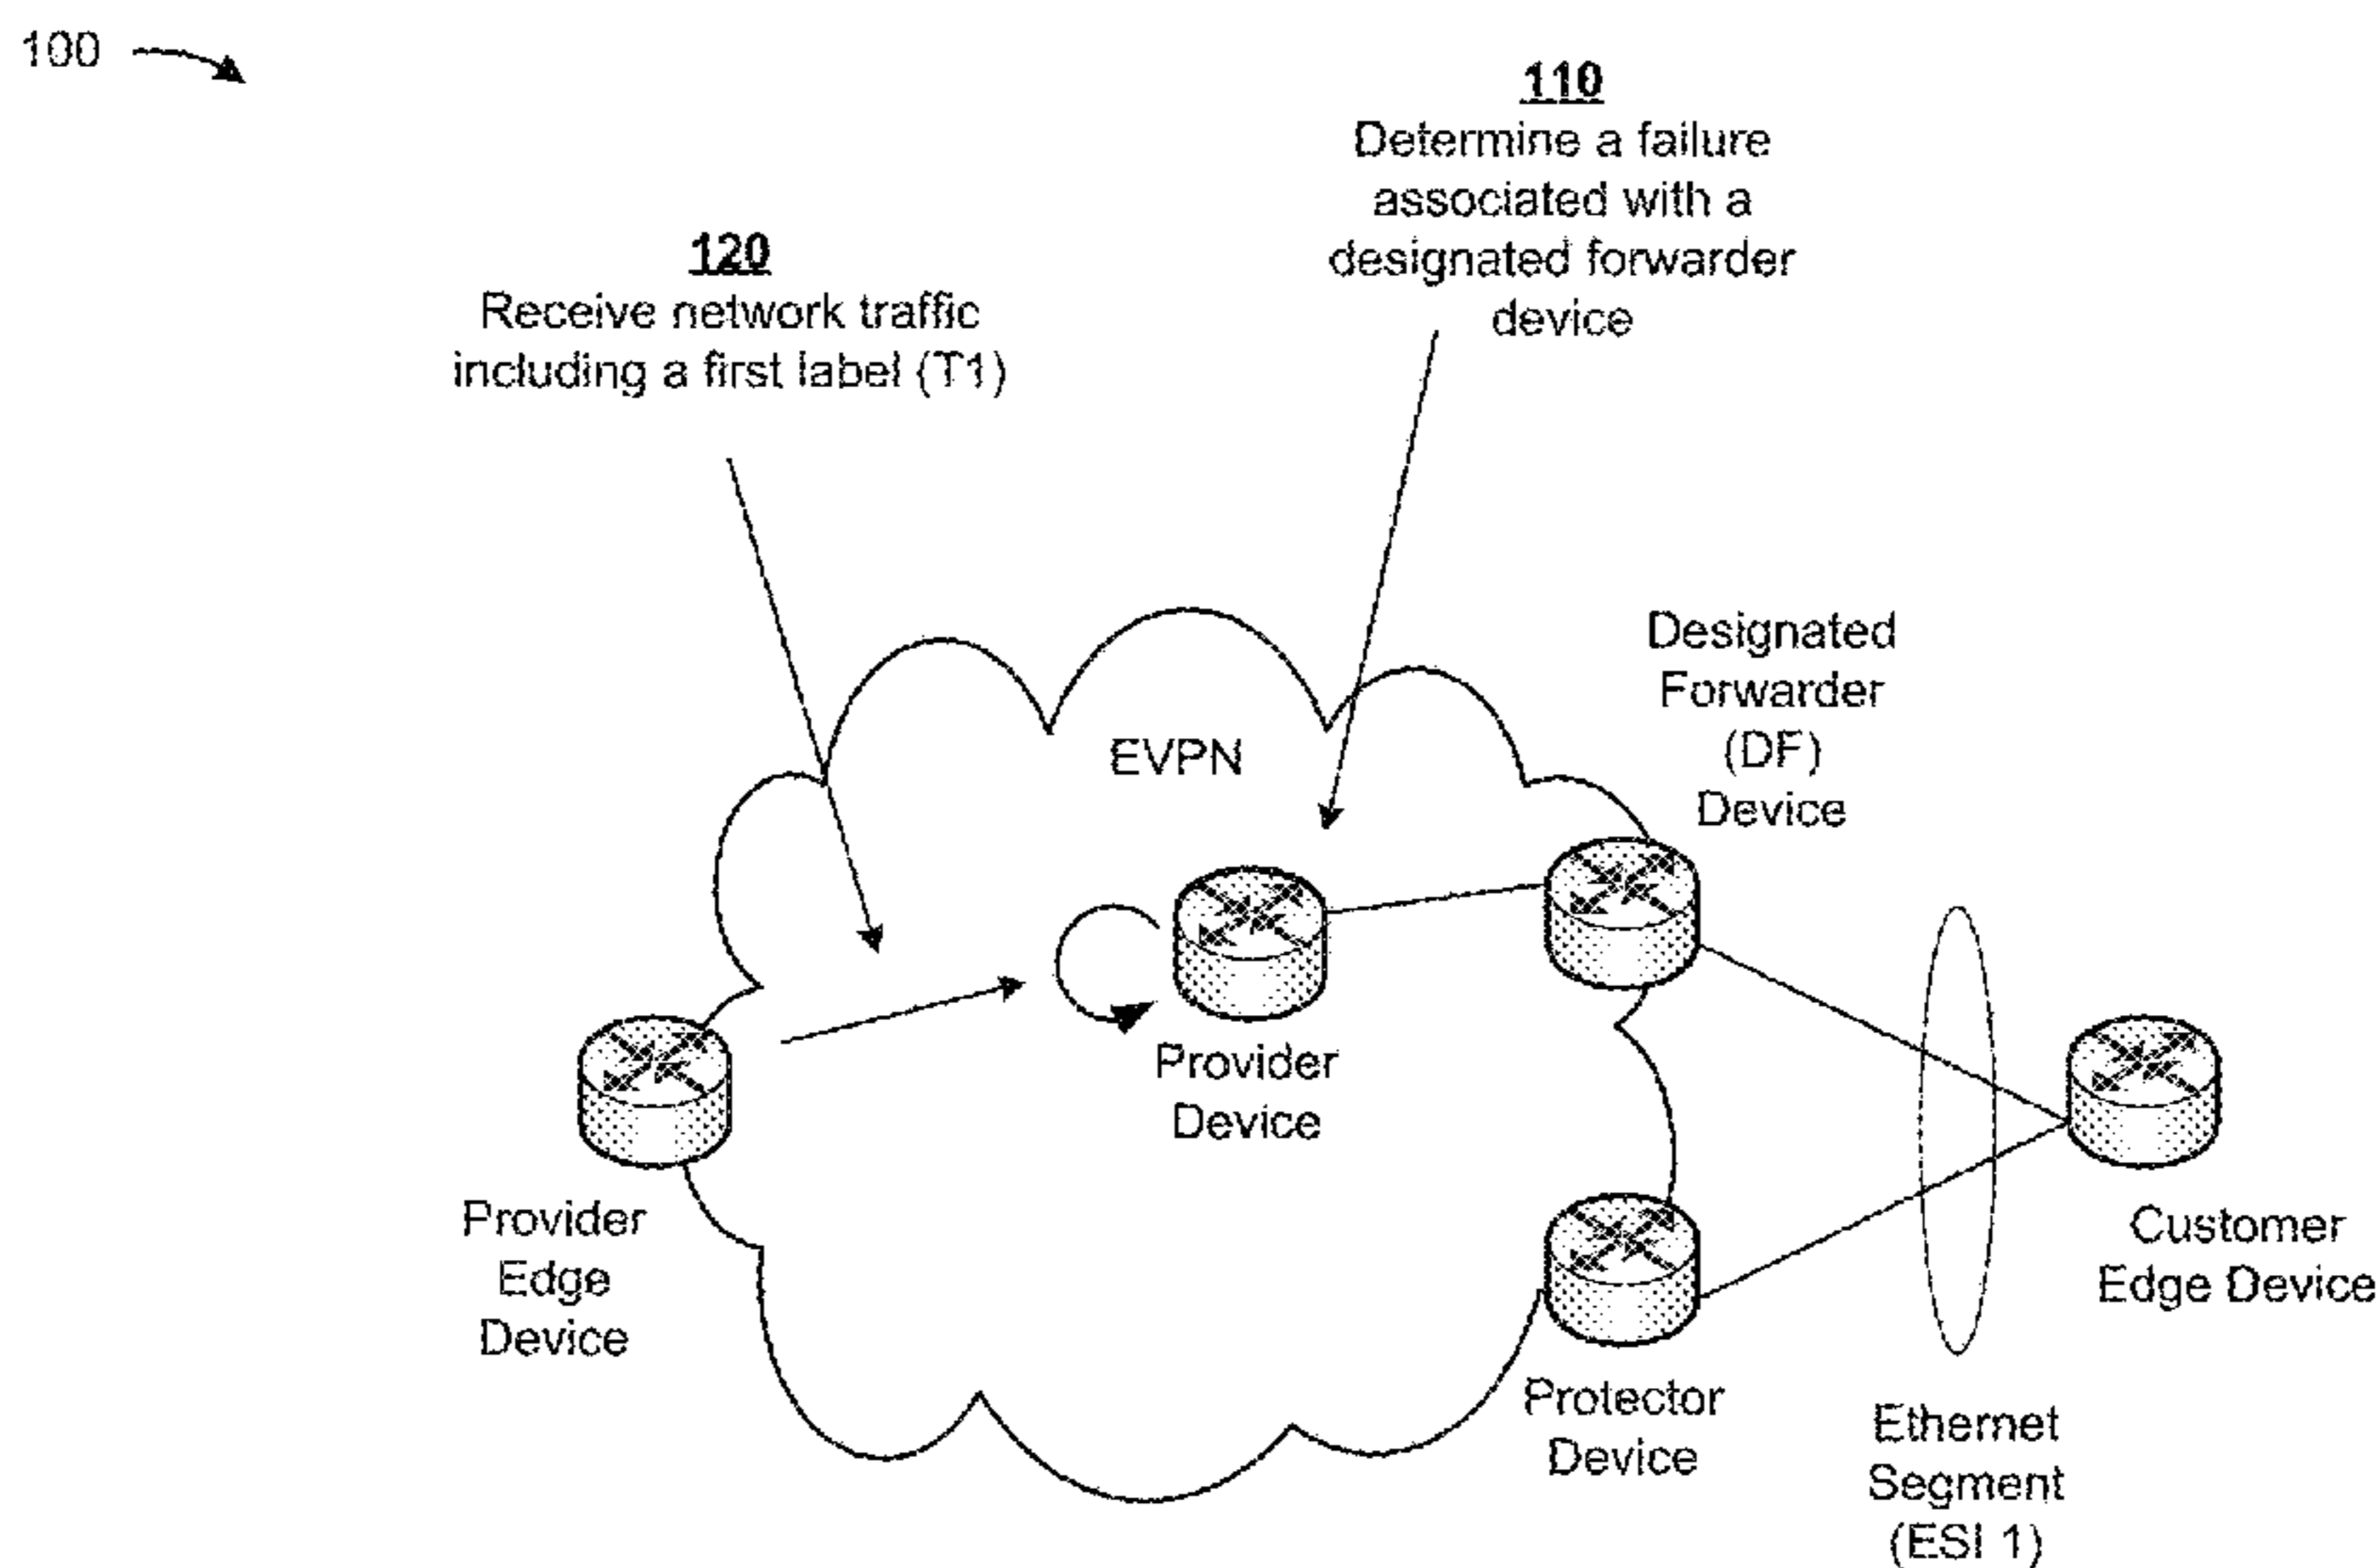 100
110
Determine a failure
associated with a
designated forwarder
device
120
Receive network traffic
including a first label (T1)
Designated
Forwarder
(DF)
Device
EVPN
Provider
Device
Provider
Edge
Device
Customer
Edge Device
Protector
Device
Ethernet
Segment
(ESI 1)